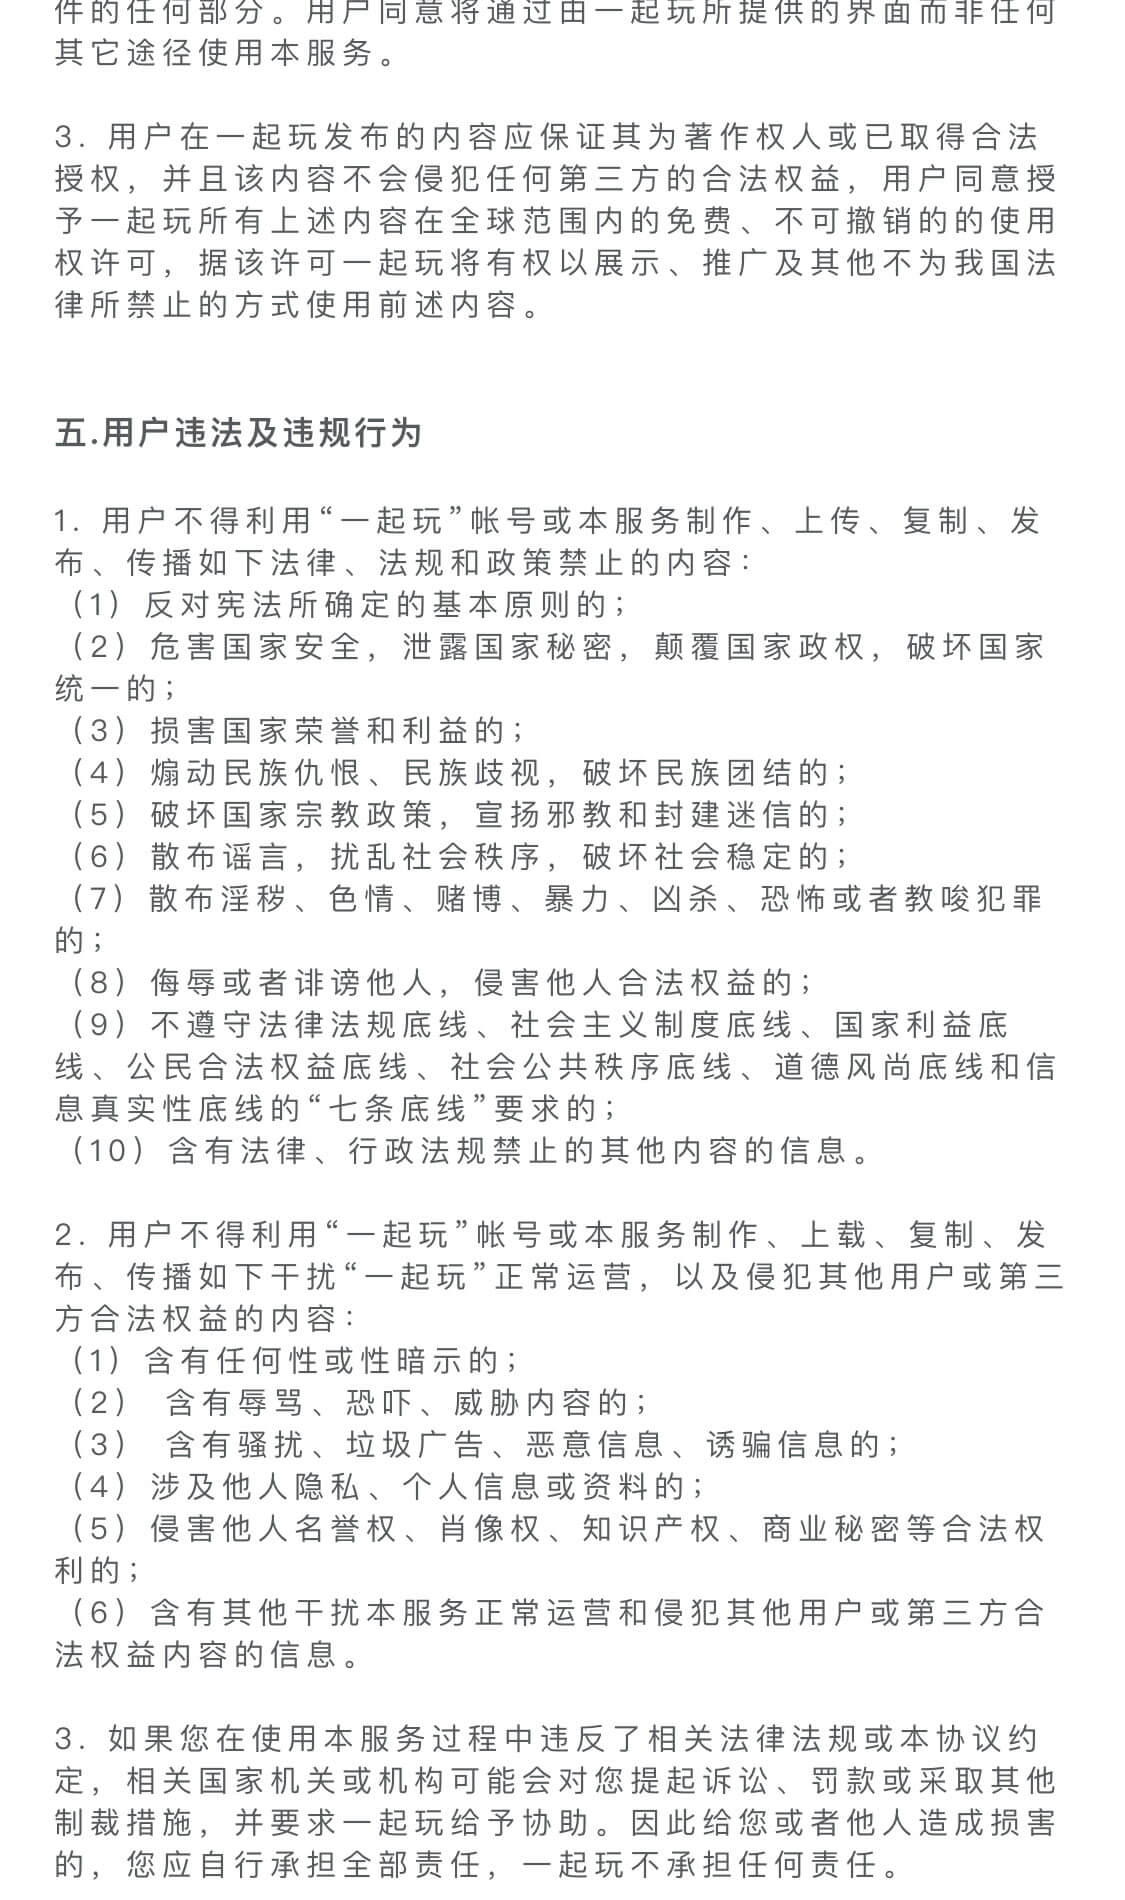 件的任何部分。用户同意将通过由一起玩所提供的界面而非任何
其它途径使用本服务。
3. 用户在一起玩发布的内容应保证其为著作权人或已取得合法
授权，并且该内容不会侵犯任何第三方的合法权益，用户同意授
予一起玩所有上述内容在全球范围内的免费、不可撤销的的使用
权许可，据该许可一起玩将有权以展示、推广及其他不为我国法
律所禁止的方式使用前述内容。
五.用户违法及违规行为
1. 用户不得利用“一起玩”帐号或本服务制作、上传、复制、发
布、传播如下法律、法规和政策禁止的内容：
（1）反对宪法所确定的基本原则的；
（2）危害国家安全，泄露国家秘密，颠覆国家政权，破坏国家
统一的；
（3）损害国家荣誉和利益的；
（4）煽动民族仇恨、民族歧视，破坏民族团结的；
（5）破坏国家宗教政策，宣扬邪教和封建迷信的；
（6）散布谣言，扰乱社会秩序，破坏社会稳定的；
（7）散布淫秽、色情、赌博、暴力、凶杀、恐怖或者教唆犯罪
的；
（8）侮辱或者诽谤他人，侵害他人合法权益的；
（9）不遵守法律法规底线、社会主义制度底线、国家利益底
线、公民合法权益底线、社会公共秩序底线、道德风尚底线和信
息真实性底线的“七条底线”要求的；
（10）含有法律、行政法规禁止的其他内容的信息。
2. 用户不得利用“一起玩”帐号或本服务制作、上载、复制、发
布、传播如下干扰“一起玩”正常运营，以及侵犯其他用户或第三
方合法权益的内容：
（1）含有任何性或性暗示的；
（2） 含有辱骂、恐吓、威胁内容的；
（3） 含有骚扰、垃圾广告、恶意信息、诱骗信息的；
（4）涉及他人隐私、个人信息或资料的；
（5）侵害他人名誉权、肖像权、知识产权、商业秘密等合法权
利的；
（6）含有其他干扰本服务正常运营和侵犯其他用户或第三方合
法权益内容的信息。
3. 如果您在使用本服务过程中违反了相关法律法规或本协议约
定，相关国家机关或机构可能会对您提起诉讼、罚款或采取其他
制裁措施，并要求一起玩给予协助。因此给您或者他人造成损害
的，您应自行承担全部责任，一起玩不承担任何责任。